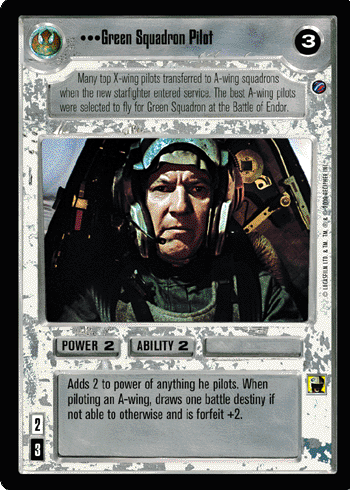 •••Green Squadron Pilot
3
Many top X-wing pilots transferred to A-wing squadrons
when the new starfighter entered service. The best A-wing pilots
were selected to fly for Green Squadron at the Battle of Endor.
POWER 2
ABILITY 2
Adds 2 to power of anything he pilots. When
piloting an A-wing, draws one battle destiny if
not able to otherwise and is forfeit +2.
2
3